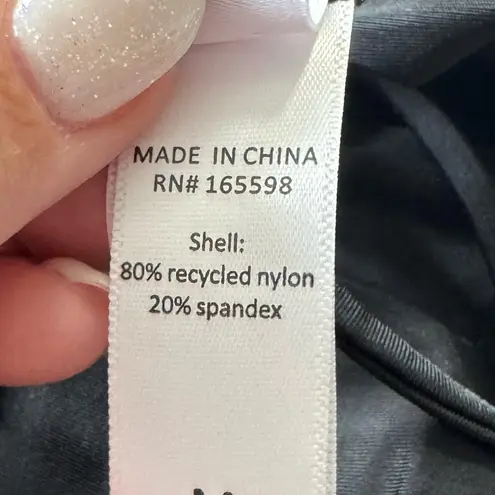 MADE IN CHINA
RN# 165598
Shell:
80% recycled nylon
20% spandex